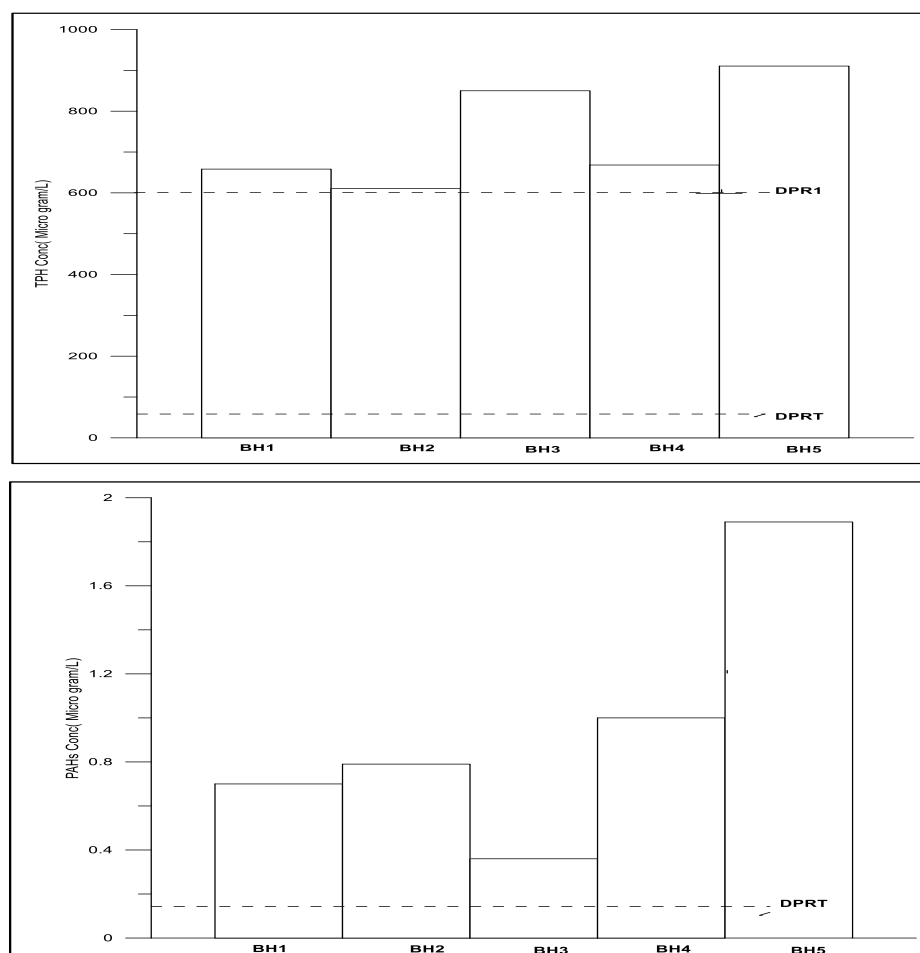 1000
800
600
400
200
0
TPH Conc( Micro gram/L)
DPR1
DPRT
BH1 BH2 BH3 BH4 BH5
2
1.6
1.2
0.8
0.4
0
PAHs Conc( Micro gram/L)
DPRT
BH1 BH2 BH3 BH4 BH5